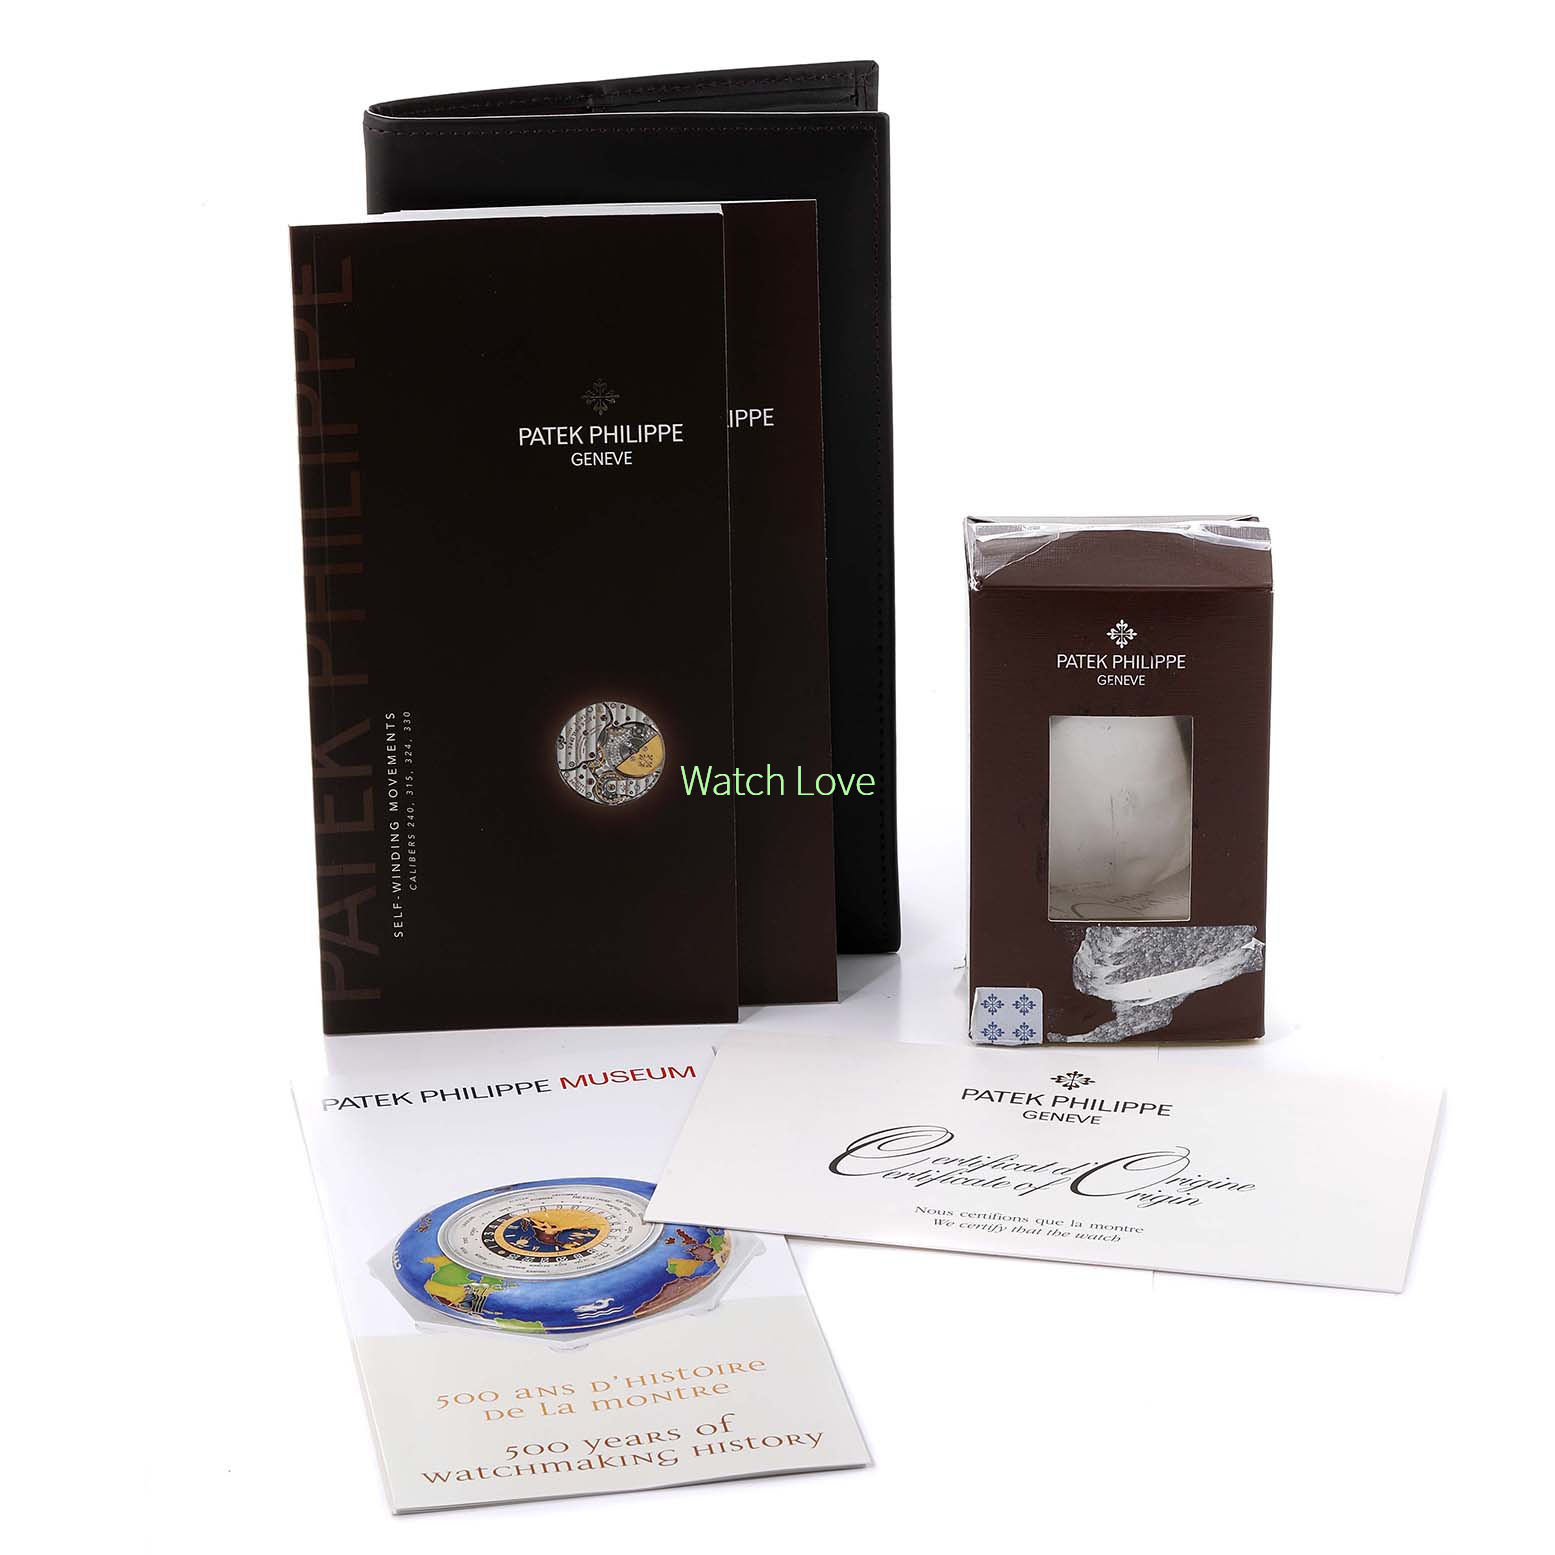 PATEK PHILIPPE
PATEK PHILIPPE
GENEVE
IPPE
SELF-WINDING MOVEMENTS
CALIBERS 240, 315, 324, 330
Watch Love
PATEK PHILIPPE
GENEVE
PATEK PHILIPPE MUSEUM
500 ans d'histoire
de la montre
500 years of
watchmaking history
PATEK PHILIPPE
GENEVE
Certificat d'Origine
Certificate of Origin
Nous certifions que la montre
We certify that the watch